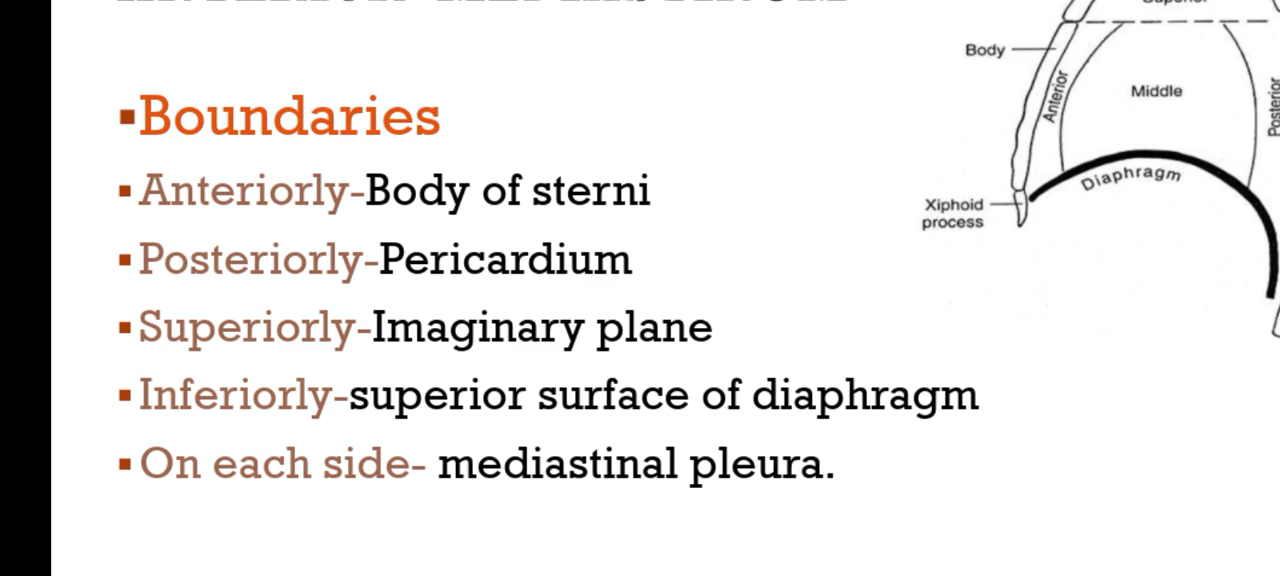 Boundaries
Anteriorly-Body of sterni
Posteriorly-Pericardium
Superiorly-Imaginary plane
Inferiorly-superior surface of diaphragm
On each side- mediastinal pleura.
Body
Anterior
Middle
Posterior
Diaphragm
Xiphoid
process